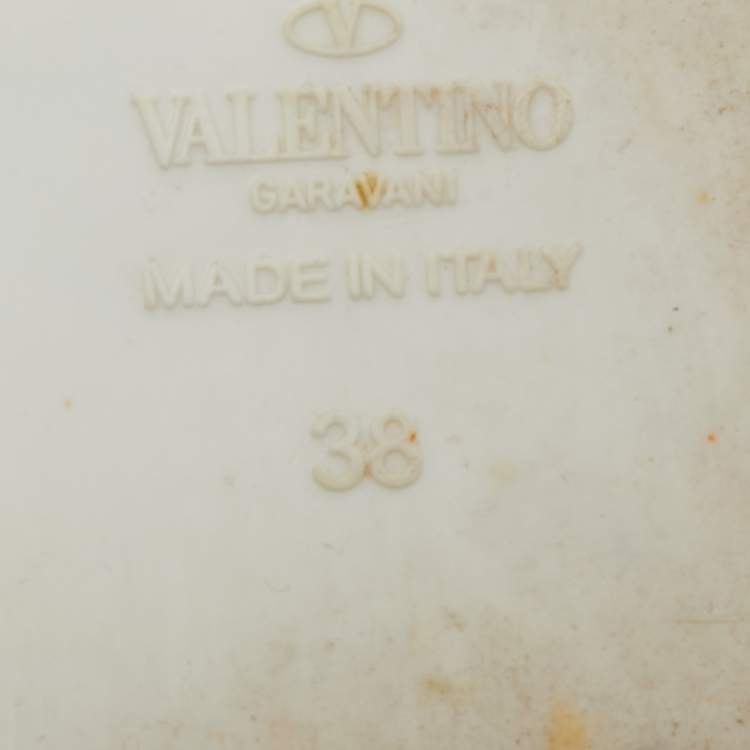 V
VALENTINO
GARAVANI
MADE IN ITALY
38